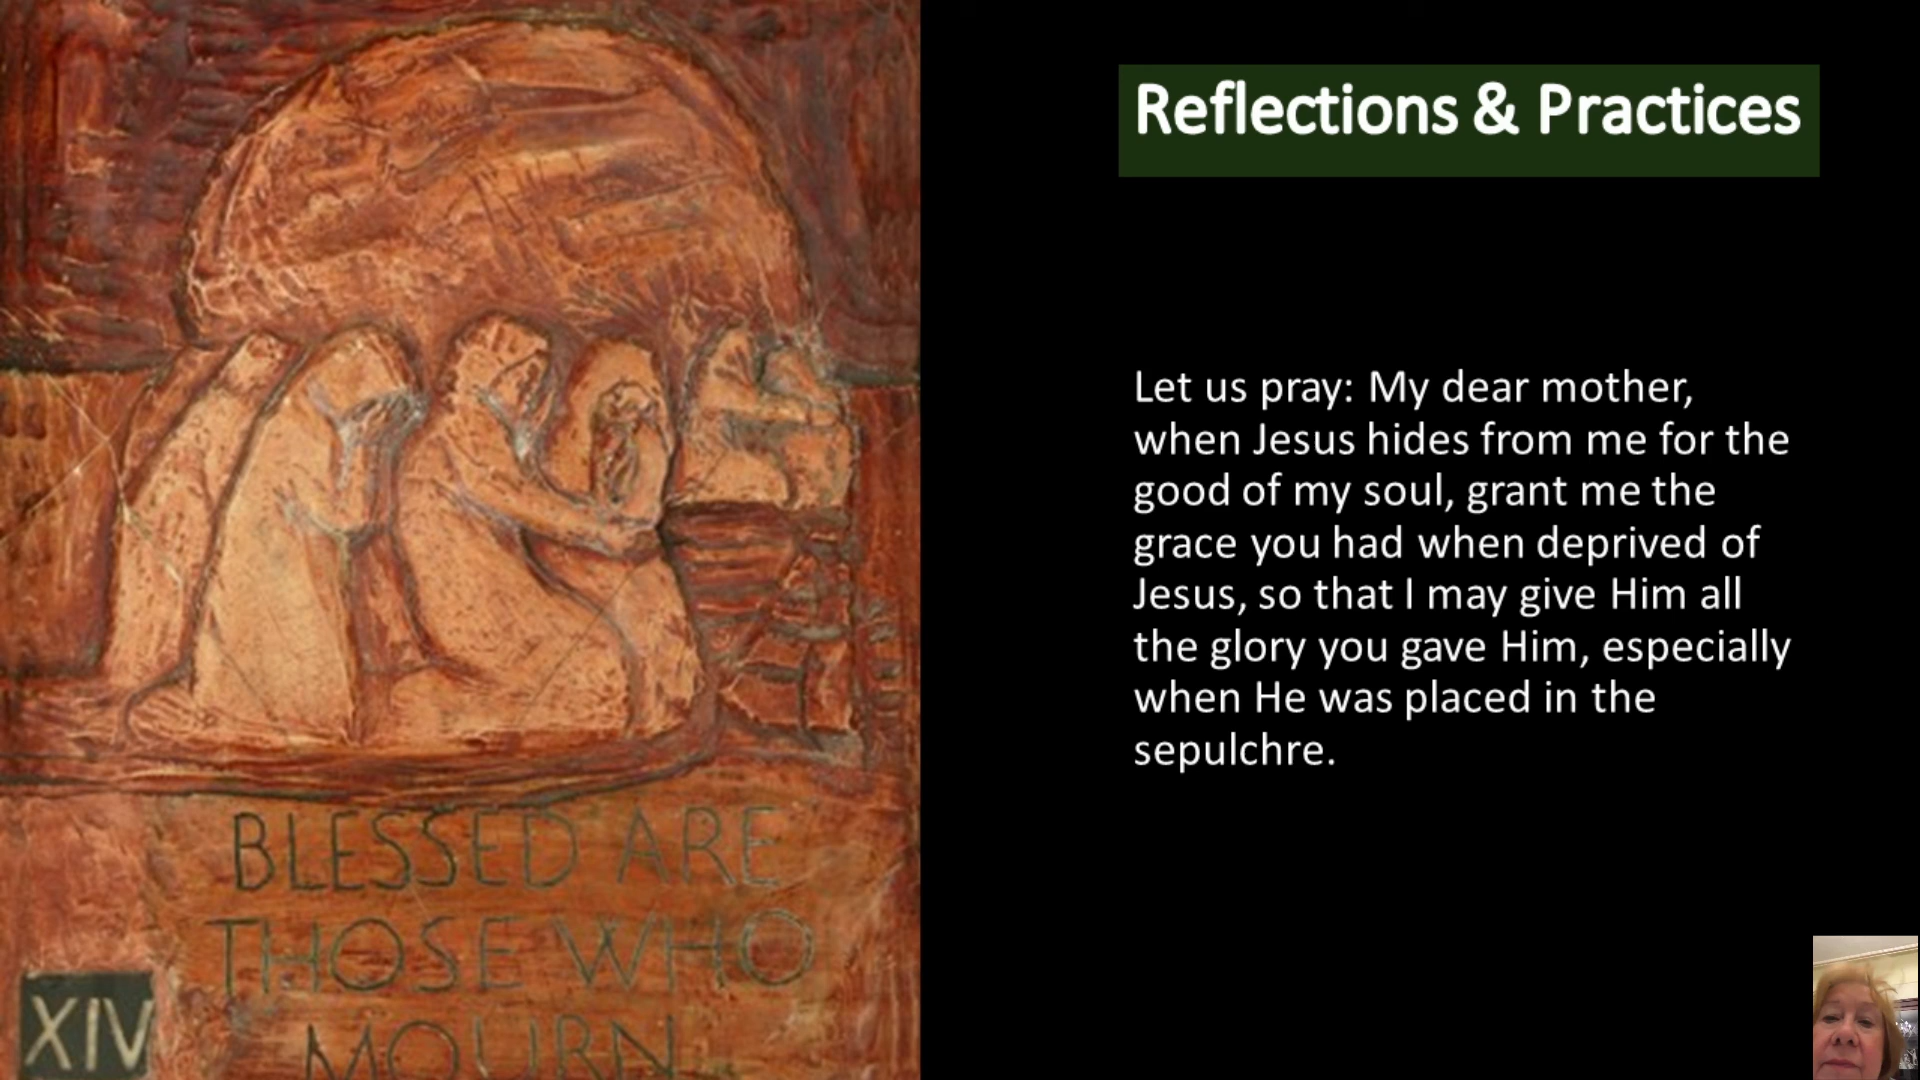 Reflections & Practices
Let us pray: My dear mother,
when Jesus hides from me for the
good of my soul, grant me the
grace you had when deprived of
Jesus, so that I may give Him all
the glory you gave Him, especially
when He was placed in the
sepulchre.
BLESSED ARE
THOSE WHO
MOURN
XIV